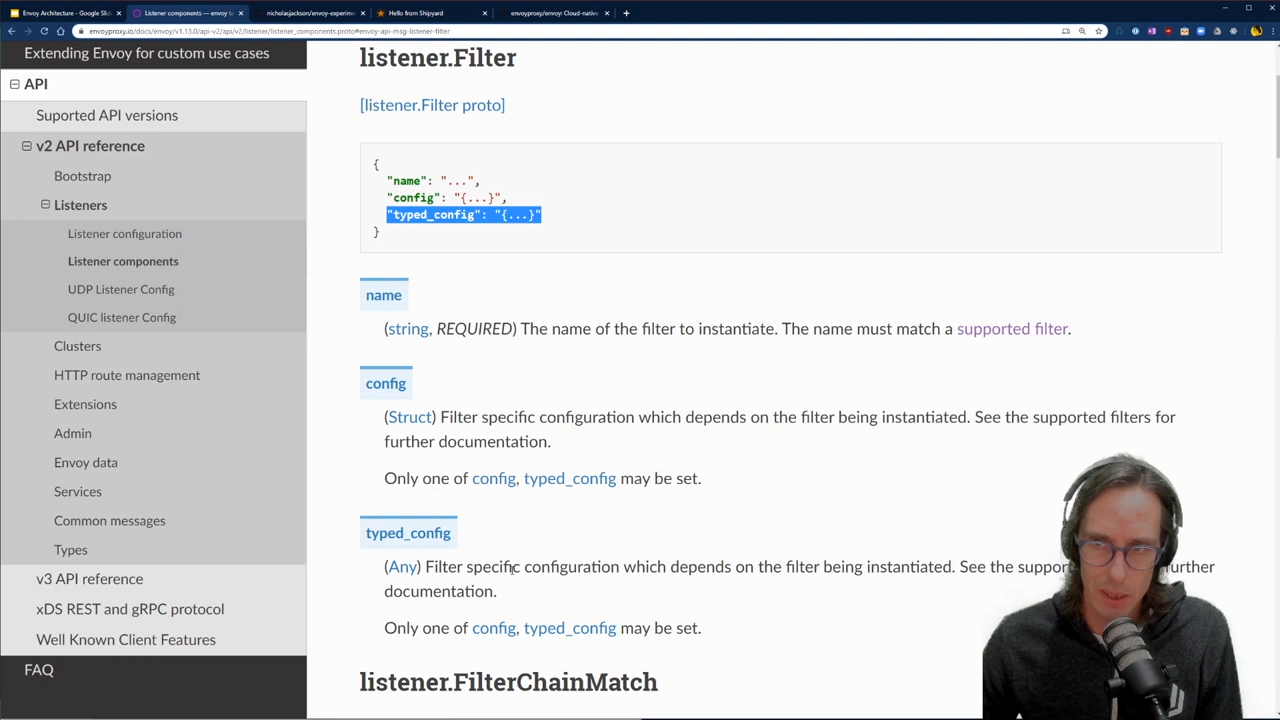 Envoy Architecture - Google Slid
Listener components — envoy ta
nicholasjackson/envoy-experime
Hello from Shipyard
envoyproxy/envoy: Cloud-native
envoyproxy.io/docs/envoy/v1.13.0/api-v2/api/v2/listener/listener_components.proto#envoy-api-msg-listener-filter
Extending Envoy for custom use cases
API
Suported API versions
v2 API reference
Bootstrap
Listeners
Listener configuration
Listener components
UDP Listener Config
QUIC listener Config
Clusters
HTTP route management
Extensions
Admin
Envoy data
Services
Common messages
Types
v3 API reference
xDS REST and gRPC protocol
Well Known Client Features
FAQ
listener.Filter
[listener.Filter proto]
{
"name": "...",
"config": "{...}",
"typed_config": "{...}"
}
name
(string, REQUIRED) The name of the filter to instantiate. The name must match a supported filter.
config
(Struct) Filter specific configuration which depends on the filter being instantiated. See the supported filters for
further documentation.
Only one of config, typed_config may be set.
typed_config
(Any) Filter specific configuration which depends on the filter being instantiated. See the further
documentation.
Only one of config, typed_config may be set.
listener.FilterChainMatch